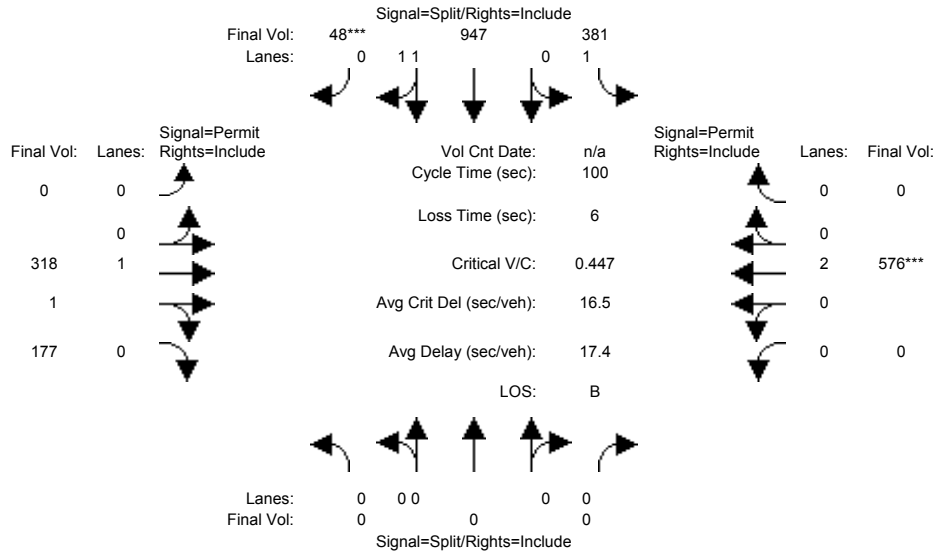 Signal=Split/Rights=Include
Final Vol: 48*** 947 381
Lanes: 0 1 1 0 1
Signal=Permit Signal=Permit
Final Vol: Lanes: Rights=Include Vol Cnt Date: n/a Rights=Include Lanes: Final Vol:
Cycle Time (sec): 100
0 0 0 0
Loss Time (sec): 6
0 0
318 1 Critical V/C: 0.447 2 576***
1 0 Avg Crit Del (sec/veh): 16.5 0
177 0 Avg Delay (sec/veh): 17.4 0 0
LOS: B
Lanes: 0 0 0 0 0
Final Vol: 0 0 0
Signal=Split/Rights=Include